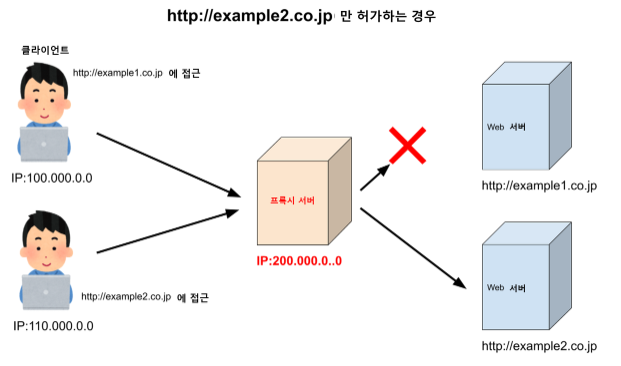 http://example2.co.jp 만 허가하는 경우
클라이언트
http://example1.co.jp 에 접근
IP:100.000.0.0
프록시 서버
IP:200.000.0..0
http://example2.co.jp 에 접근
IP:110.000.0.0
Web 서버
http://example1.co.jp
Web 서버
http://example2.co.jp